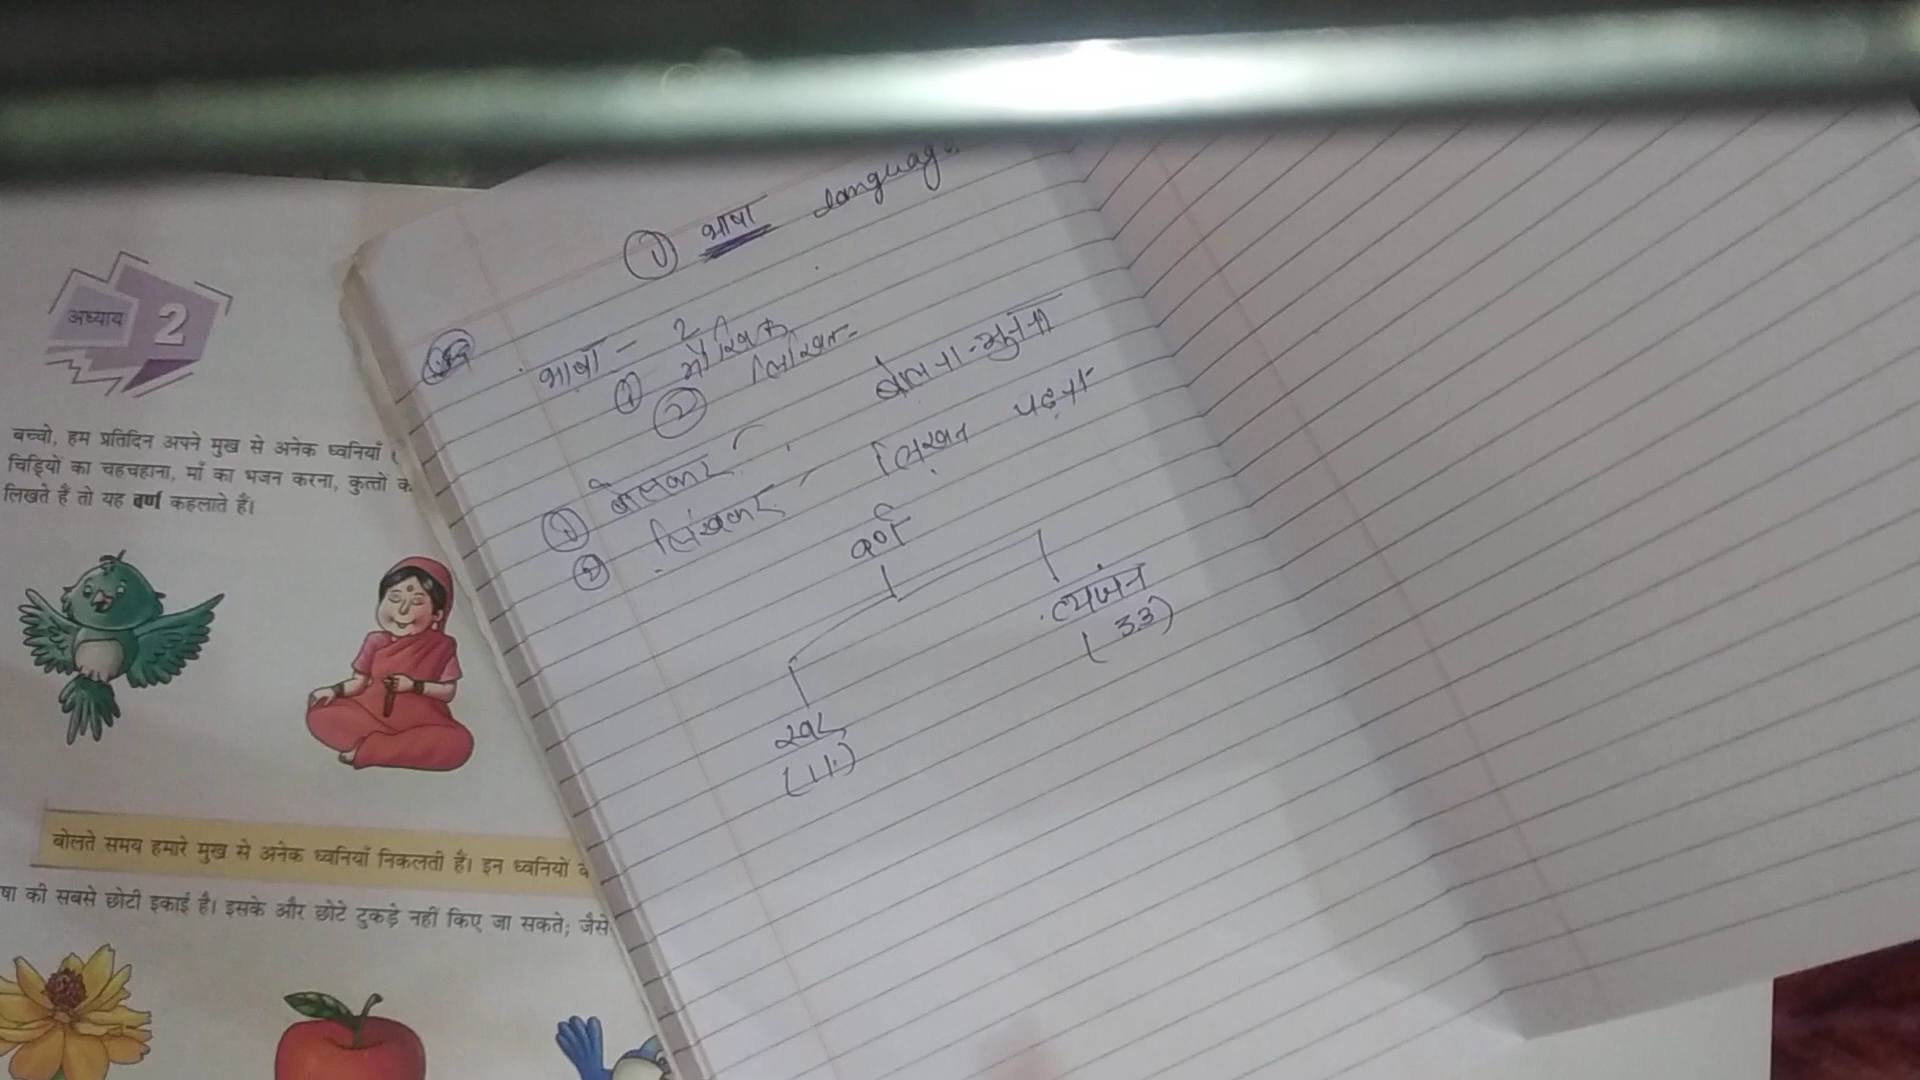 अध्याय 2
बच्चो, हम प्रतिदिन अपने मुख से अनेक ध्वनियाँ (
चिड़ियों का चहचहाना, माँ का भजन करना, कुत्तों क
लिखते हैं तो यह वर्ण कहलाते हैं।
बोलते समय हमारे मुख से अनेक ध्वनियाँ निकलती हैं। इन ध्वनियों क
षा की सबसे छोटी इकाई है। इसके और छोटे टुकड़े नहीं किए जा सकते; जैसे
① भाषा language
भाषा - 2
① मौखिक
② लिखित -
① बोलकर - बोलना-सुनना
② लिखकर - लिखना पढ़ना
वर्ण
व्यजंन
(33)
स्वर
(11)